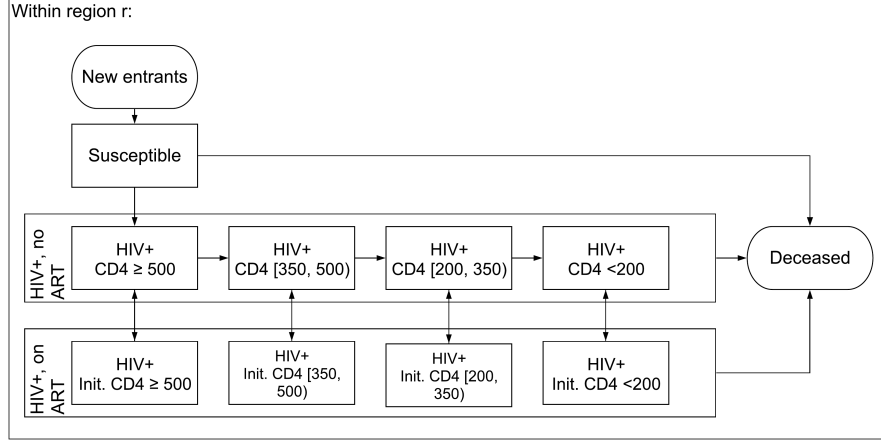 Within region r:
New entrants
Susceptible
HIV+, no
ART
HIV+
CD4 ≥ 500
HIV+
CD4 [350, 500)
HIV+
CD4 [200, 350)
HIV+
CD4 <200
Deceased
HIV+, on
ART
HIV+
Init. CD4 ≥ 500
HIV+
Init. CD4 [350,
500)
HIV+
Init. CD4 [200,
350)
HIV+
Init. CD4 <200